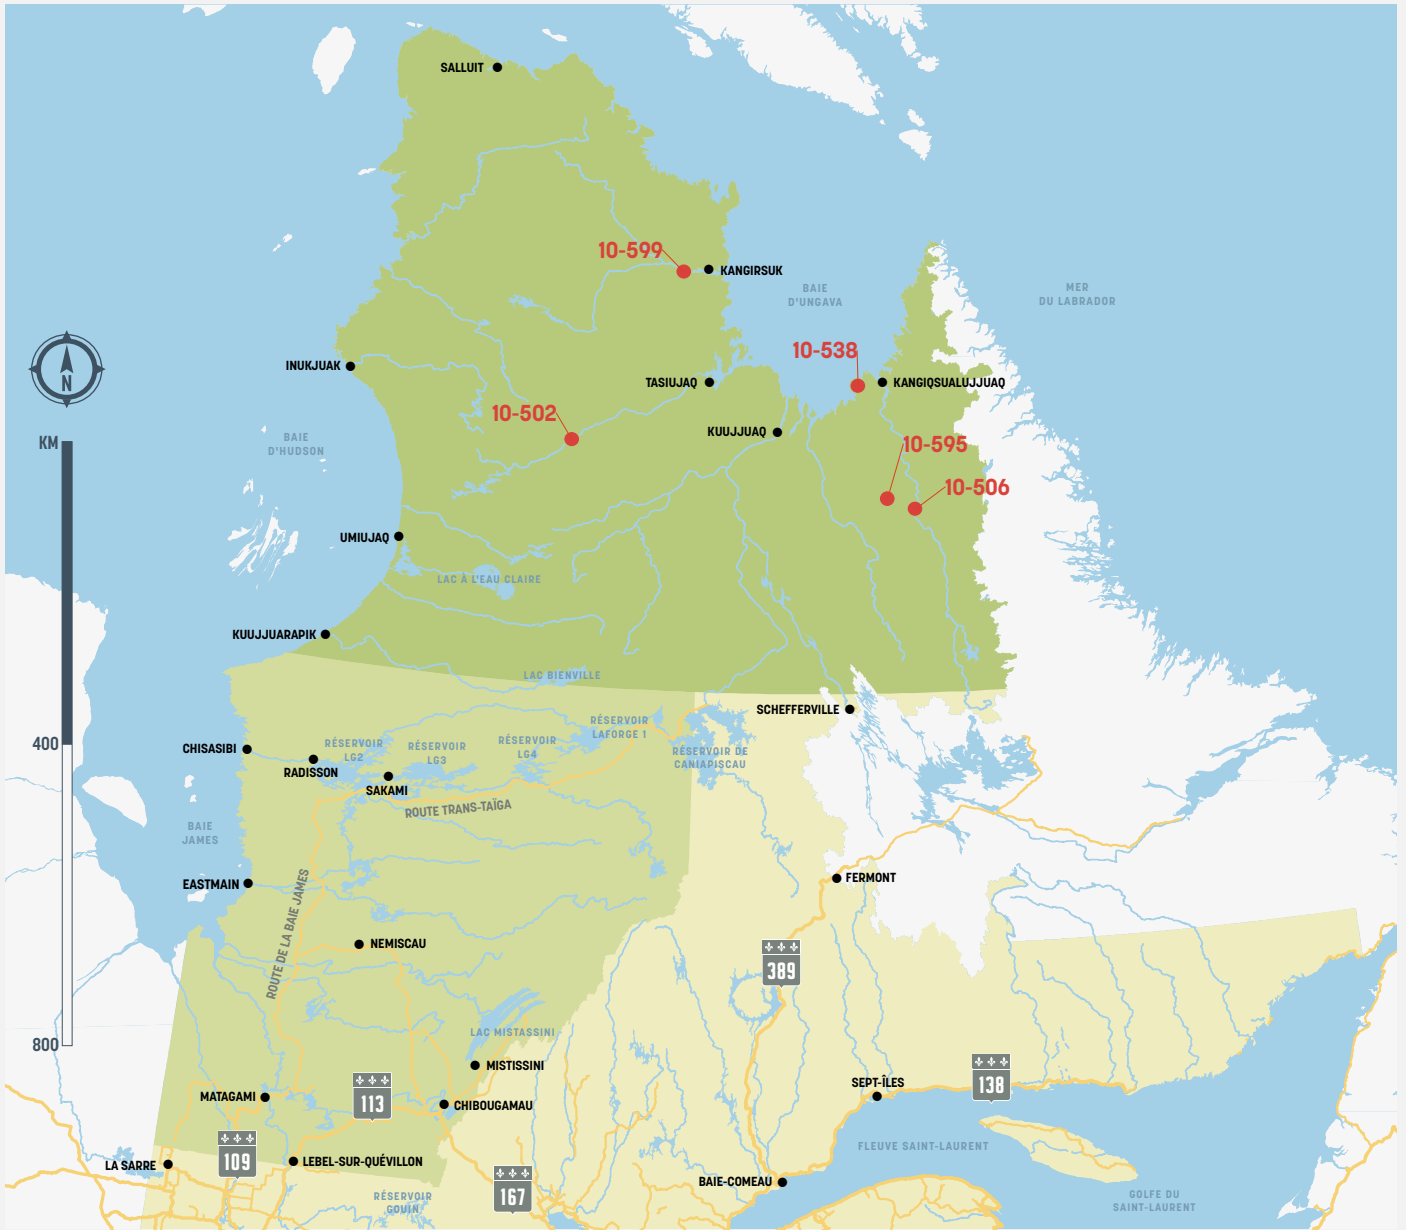 SALLUIT
10-599
KANGIRSUK
BAIE
D'UNGAVA
MER
DU LABRADOR
10-538
INUKJUAK
TASIUJAQ
KANGIQSUALUJJUAQ
N
10-502
KUUJJUAQ
KM
BAIE
D'HUDSON
10-595
10-506
UMIUJAQ
LAC À L'EAU CLAIRE
KUUJJUARAPIK
LAC BIENVILLE
SCHEFFERVILLE
400
CHISASIBI
RÉSERVOIR
LG2
RÉSERVOIR
LG3
RÉSERVOIR
LG4
RÉSERVOIR
LAFORGE 1
RÉSERVOIR DE
CANIAPISCAU
RADISSON
SAKAMI
ROUTE TRANS-TAÏGA
BAIE
JAMES
EASTMAIN
FERMONT
ROUTE DE LA BAIE JAMES
NEMISCAU
389
LAC MISTASSINI
800
MISTISSINI
MATAGAMI
113
CHIBOUGAMAU
SEPT-ÎLES
138
LA SARRE
109
LEBEL-SUR-QUÉVILLON
FLEUVE SAINT-LAURENT
167
BAIE-COMEAU
RÉSERVOIR
GOUIN
GOLFE DU
SAINT-LAURENT